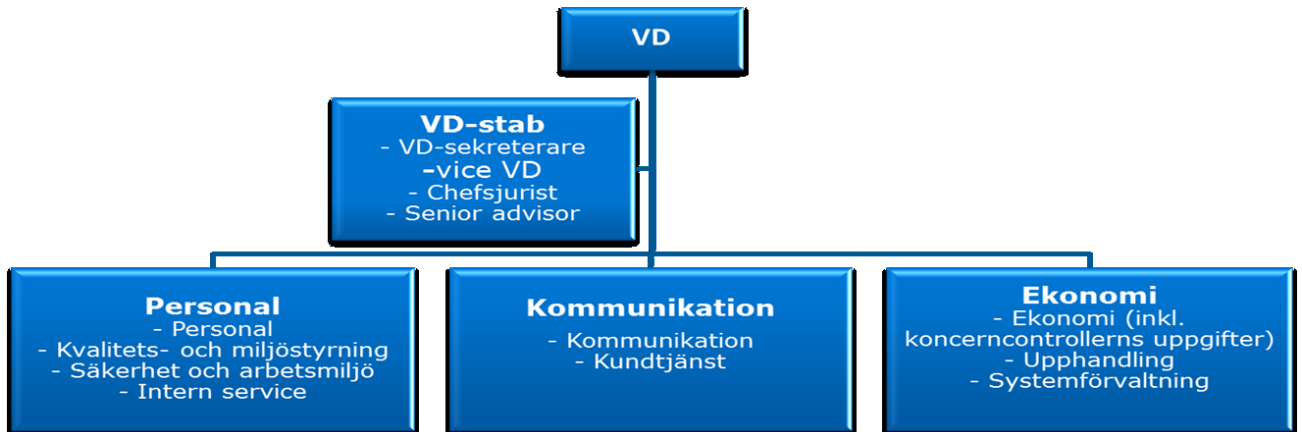 VD
VD-stab
- VD-sekreterare
-vice VD
- Chefsjurist
- Senior advisor
Personal
- Personal
- Kvalitets- och miljöstyrning
- Säkerhet och arbetsmiljö
- Intern service
Kommunikation
- Kommunikation
- Kundtjänst
Ekonomi
- Ekonomi (inkl.
koncerncontrollerns uppgifter)
- Upphandling
- Systemförvaltning